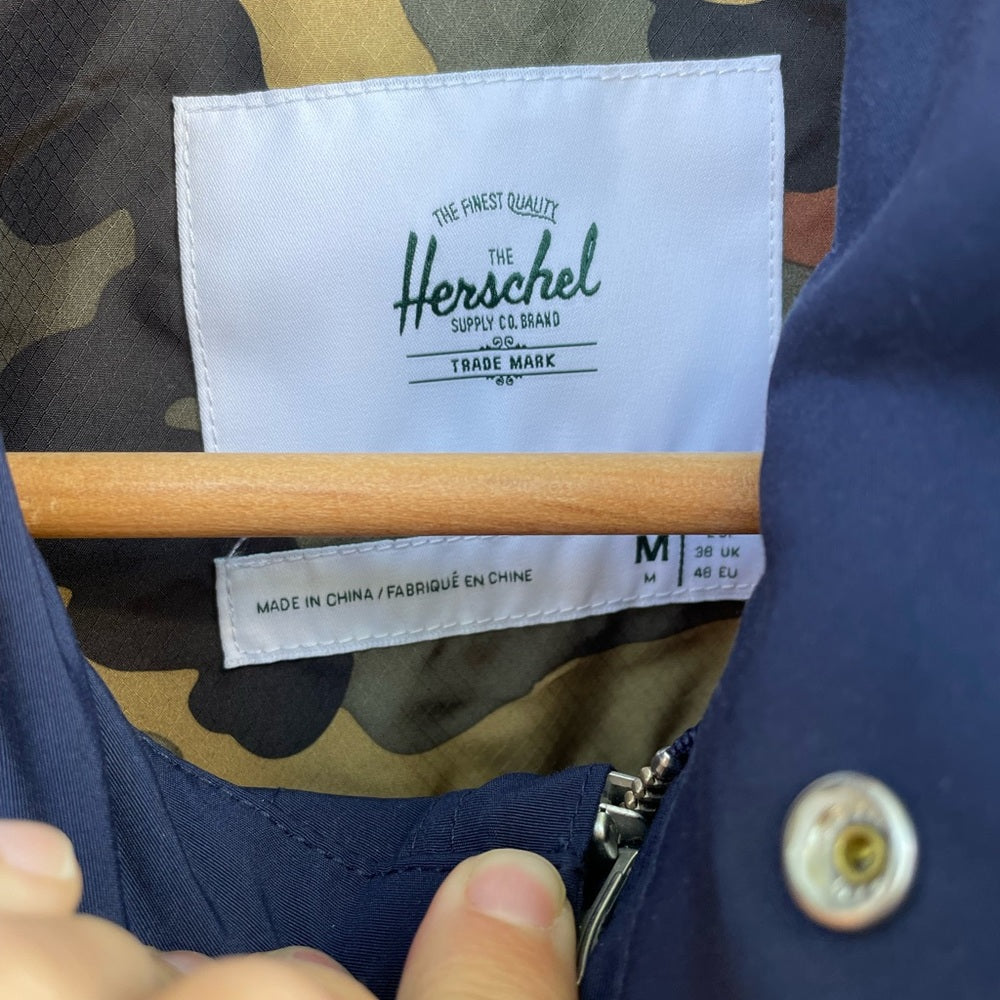 THE FINEST QUALITY
THE
Herschel
SUPPLY CO. BRAND
TRADE MARK
M
38 UK
MADE IN CHINA / FABRIQUÉ EN CHINE
M
48 EU